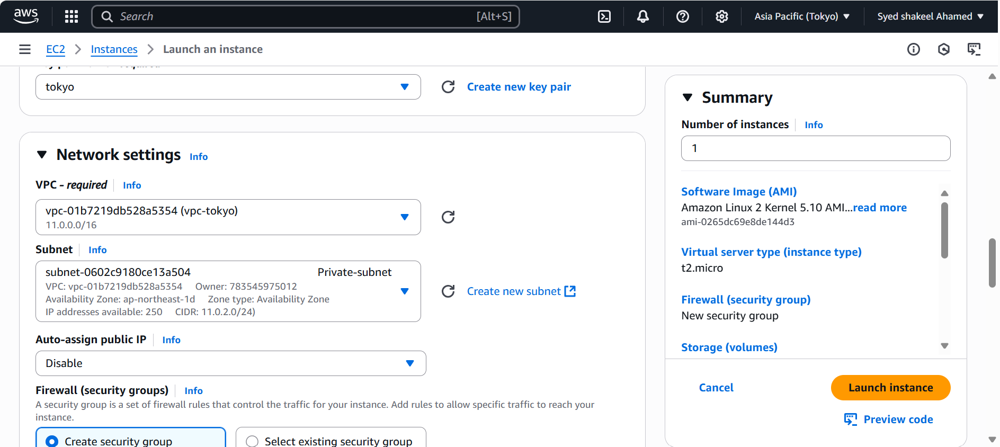 aws
Search [Alt+S]
Asia Pacific (Tokyo)
Syed shakeel Ahamed
EC2 Instances Launch an instance
tokyo
Create new key pair
Network settings Info
VPC - required Info
vpc-01b7219db528a5354 (vpc-tokyo)
11.0.0.0/16
Subnet Info
subnet-0602c9180ce13a504 Private-subnet
VPC: vpc-01b7219db528a5354 Owner: 783545975012
Availability Zone: ap-northeast-1d Zone type: Availability Zone
IP addresses available: 250 CIDR: 11.0.2.0/24)
Create new subnet
Auto-assign public IP Info
Disable
Firewall (security groups) Info
A security group is a set of firewall rules that control the traffic for your instance. Add rules to allow specific traffic to reach your
instance.
Create security group
Select existing security group
Summary
Number of instances Info
1
Software Image (AMI)
Amazon Linux 2 Kernel 5.10 AMI...read more
ami-0265dc69e8de144d3
Virtual server type (instance type)
t2.micro
Firewall (security group)
New security group
Storage (volumes)
Cancel
Launch instance
Preview code